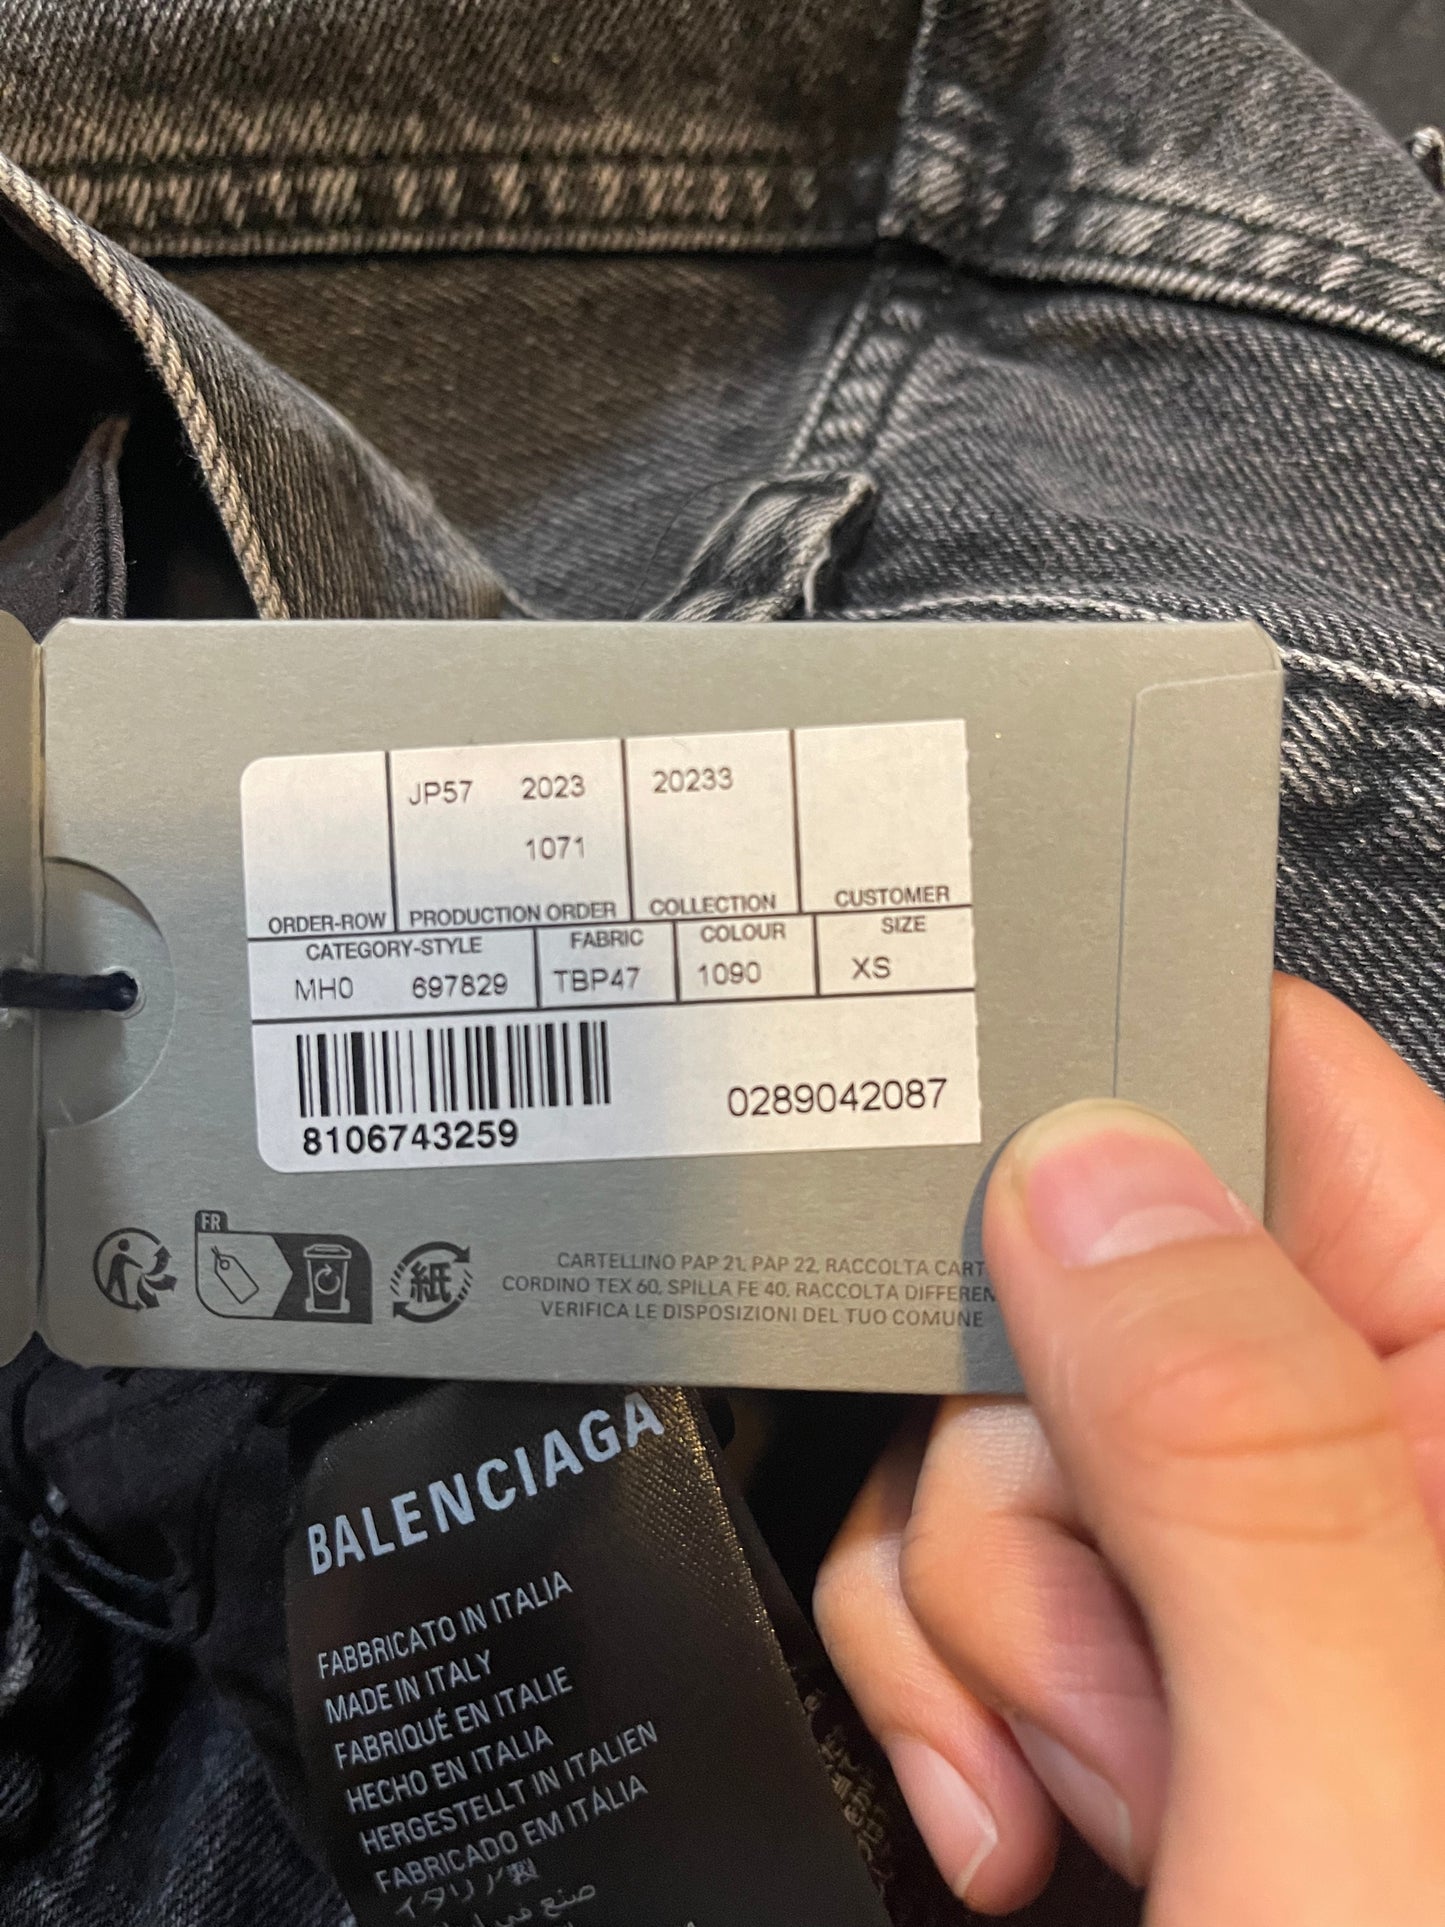 JP57 2023 20233
1071
ORDER-ROW PRODUCTION ORDER COLLECTION CUSTOMER
CATEGORY-STYLE FABRIC COLOUR SIZE
MH0 697829 TBP47 1090 XS
8106743259
0289042087
FR
紙
CARTELLINO PAP 21, PAP 22, RACCOLTA CART
CORDINO TEX 60, SPILLA FE 40, RACCOLTA DIFFEREN
VERIFICA LE DISPOSIZIONI DEL TUO COMUNE
BALENCIAGA
FABBRICATO IN ITALIA
MADE IN ITALY
FABRIQUÉ EN ITALIE
HECHO EN ITALIA
HERGESTELLT IN ITALIEN
FABRICADO EM ITÁLIA
イタリア製
صنع في